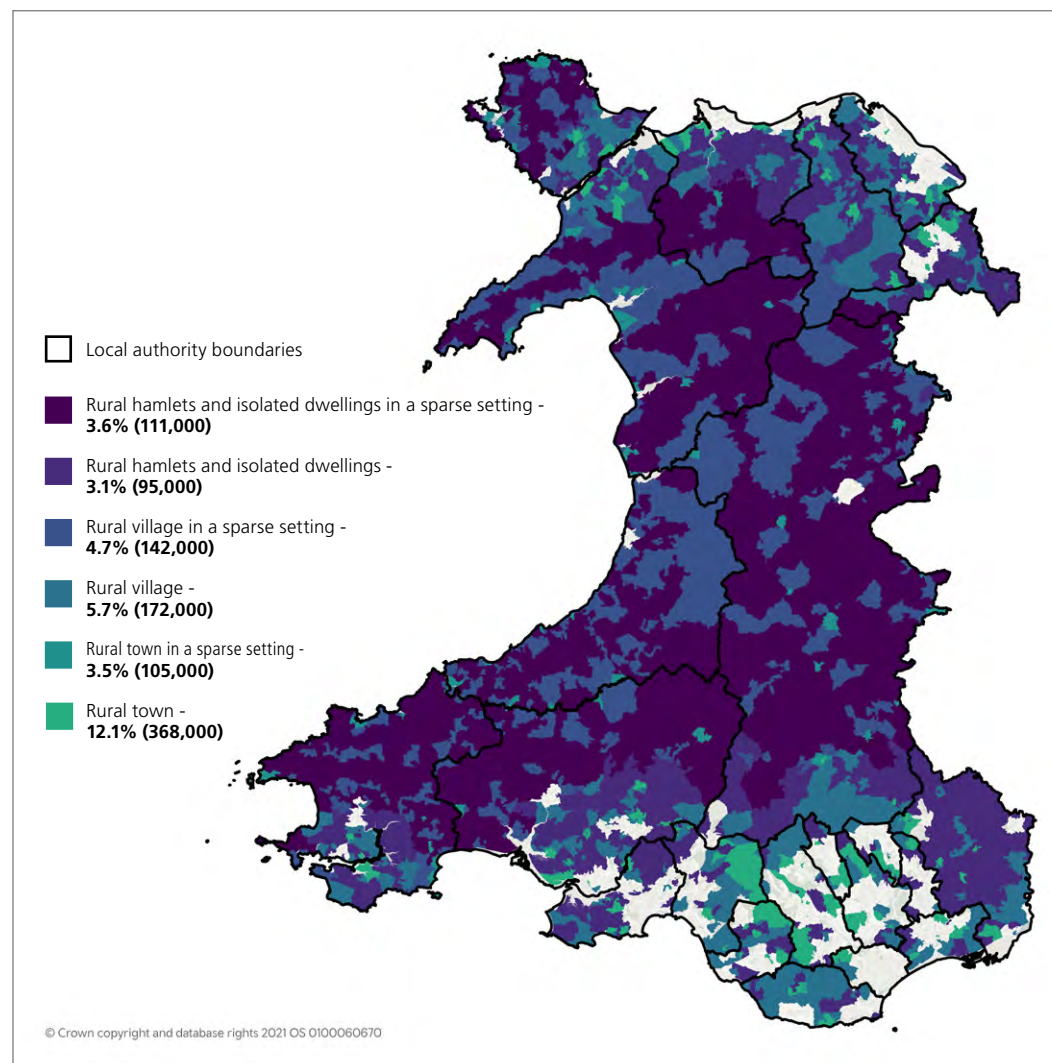 Local authority boundaries
Rural hamlets and isolated dwellings in a sparse setting -
3.6% (111,000)
Rural hamlets and isolated dwellings -
3.1% (95,000)
Rural village in a sparse setting -
4.7% (142,000)
Rural village -
5.7% (172,000)
Rural town in a sparse setting -
3.5% (105,000)
Rural town -
12.1% (368,000)
© Crown copyright and database rights 2021 OS 0100060670